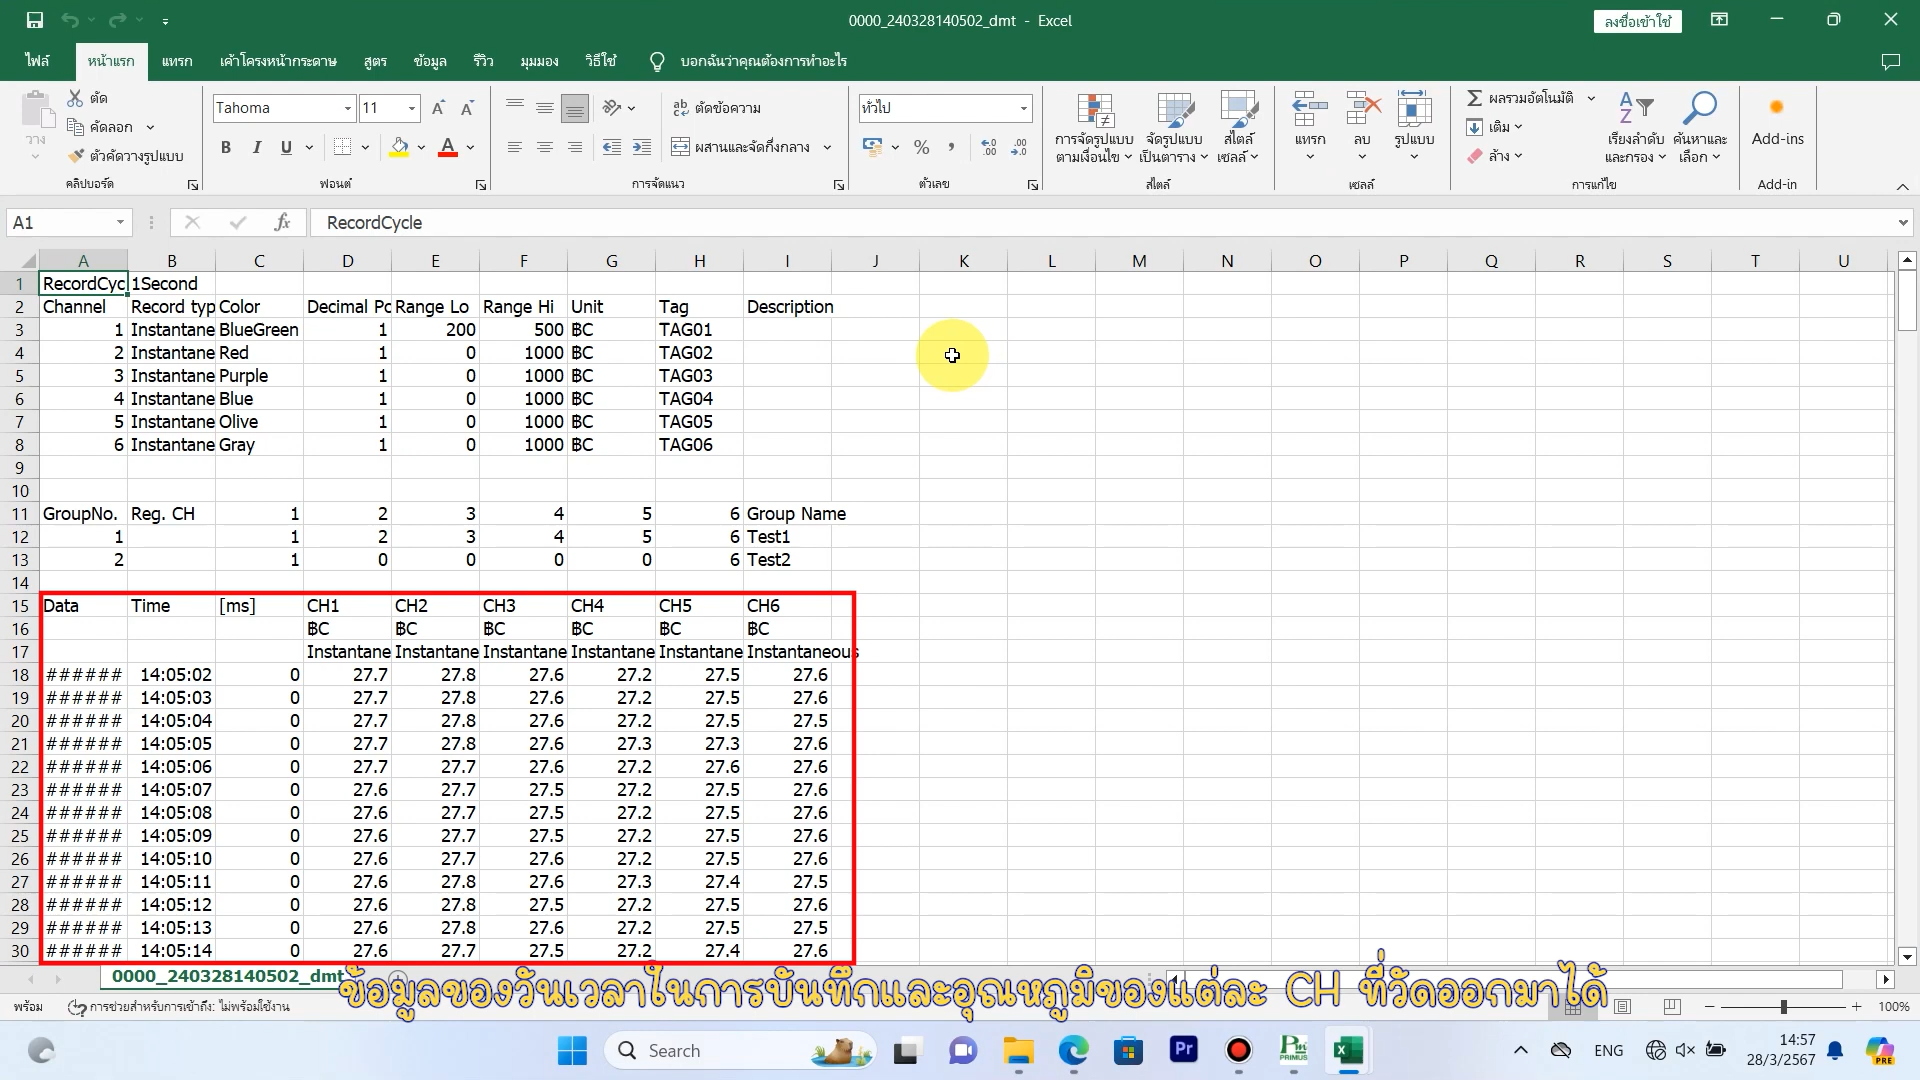 0000_240328140502_dmt - Excel
ลงชื่อเข้าใช้
ไฟล์ หน้าแรก แทรก เค้าโครงหน้ากระดาษ สูตร ข้อมูล รีวิว มุมมอง วิธีใช้ บอกฉันว่าคุณต้องการทำอะไร
วาง ตัด คัดลอก ตัวคัดวางรูปแบบ คลิปบอร์ด
Tahoma 11 B I U A ฟอนต์
ab ตัดข้อความ ผสานและจัดกึ่งกลาง การจัดแนว
ทั่วไป % ตัวเลข
การจัดรูปแบบ ตามเงื่อนไข จัดรูปแบบ เป็นตาราง สไตล์ เซลล์ สไตล์
แทรก ลบ รูปแบบ เซลล์
ผลรวมอัตโนมัติ เติม ล้าง เรียงลำดับ และกรอง ค้นหาและ เลือก การแก้ไข
Add-ins Add-in
A1 fx RecordCycle
A B C D E F G H I J K L M N O P Q R S T U
1 RecordCyc 1Second
2 Channel Record typ Color Decimal Po Range Lo Range Hi Unit Tag Description
3 1 Instantane BlueGreen 1 200 500 ฿C TAG01
4 2 Instantane Red 1 0 1000 ฿C TAG02
5 3 Instantane Purple 1 0 1000 ฿C TAG03
6 4 Instantane Blue 1 0 1000 ฿C TAG04
7 5 Instantane Olive 1 0 1000 ฿C TAG05
8 6 Instantane Gray 1 0 1000 ฿C TAG06
9
10
11 GroupNo. Reg. CH 1 2 3 4 5 6 Group Name
12 1 1 2 3 4 5 6 Test1
13 2 1 0 0 0 0 6 Test2
14
15 Data Time [ms] CH1 CH2 CH3 CH4 CH5 CH6
16 ฿C ฿C ฿C ฿C ฿C ฿C
17 Instantane Instantane Instantane Instantane Instantane Instantaneous
18 ###### 14:05:02 0 27.7 27.8 27.6 27.2 27.5 27.6
19 ###### 14:05:03 0 27.7 27.8 27.6 27.2 27.5 27.6
20 ###### 14:05:04 0 27.7 27.8 27.6 27.2 27.5 27.5
21 ###### 14:05:05 0 27.7 27.8 27.6 27.3 27.3 27.6
22 ###### 14:05:06 0 27.7 27.7 27.6 27.2 27.6 27.6
23 ###### 14:05:07 0 27.6 27.7 27.5 27.2 27.5 27.6
24 ###### 14:05:08 0 27.6 27.7 27.5 27.2 27.5 27.6
25 ###### 14:05:09 0 27.6 27.7 27.5 27.2 27.5 27.6
26 ###### 14:05:10 0 27.6 27.7 27.6 27.2 27.5 27.6
27 ###### 14:05:11 0 27.6 27.8 27.6 27.3 27.4 27.5
28 ###### 14:05:12 0 27.6 27.8 27.5 27.2 27.5 27.6
29 ###### 14:05:13 0 27.6 27.8 27.6 27.2 27.5 27.5
30 ###### 14:05:14 0 27.6 27.7 27.5 27.2 27.4 27.6
0000_240328140502_dmt
ข้อมูลของวันเวลาในการบันทึกและอุณหภูมิของแต่ละ CH ที่วัดออกมาได้
พร้อม การช่วยสำหรับการเข้าถึง: ไม่พร้อมใช้งาน 100%
Search Pr PRIMUS ENG 14:57
28/3/2567 PRE